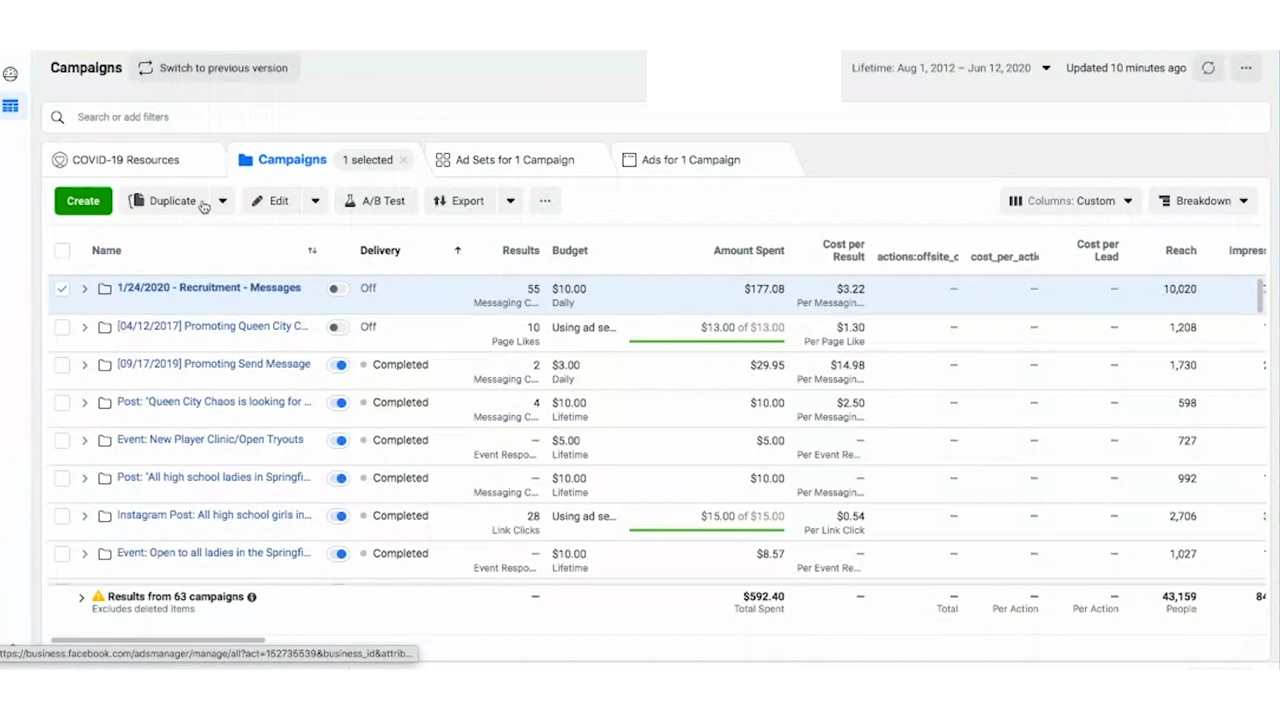 Campaigns Switch to previous version Lifetime: Aug 1, 2012 – Jun 12, 2020 Updated 10 minutes ago
Search or add filters
COVID-19 Resources Campaigns 1 selected Ad Sets for 1 Campaign Ads for 1 Campaign
Create Duplicate Edit A/B Test Export Columns: Custom Breakdown
Name Delivery Results Budget Amount Spent Cost per Result actions:offsite_c cost_per_actic Cost per Lead Reach Impres
1/24/2020 - Recruitment - Messages Off 55 $10.00 $177.08 $3.22 — — — 10,020
Messaging C... Daily Per Messagin...
[04/12/2017] Promoting Queen City C... Off 10 Using ad se... $13.00 of $13.00 $1.30 — — — 1,208
Page Likes Per Page Like
[09/17/2019] Promoting Send Message Completed 2 $3.00 $29.95 $14.98 — — — 1,730
Messaging C... Daily Per Messagin...
Post: "Queen City Chaos is looking for ... Completed 4 $10.00 $10.00 $2.50 — — — 598
Messaging C... Lifetime Per Messagin...
Event: New Player Clinic/Open Tryouts Completed — $5.00 $5.00 — — — — 727
Event Respo... Lifetime Per Event Re...
Post: "All high school ladies in Springfi... Completed — $10.00 $10.00 — — — — 992
Messaging C... Lifetime Per Messagin...
Instagram Post: All high school girls in... Completed 28 Using ad se... $15.00 of $15.00 $0.54 — — — 2,706
Link Clicks Per Link Click
Event: Open to all ladies in the Springfi... Completed — $10.00 $8.57 — — — — 1,027
Event Respo... Lifetime Per Event Re...
Results from 63 campaigns — $592.40 — — — — 43,159 84
Excludes deleted items Total Spent Total Per Action Per Action People
ttps://business.facebook.com/adsmanager/manage/all?act=152735539&business_id&attrib...